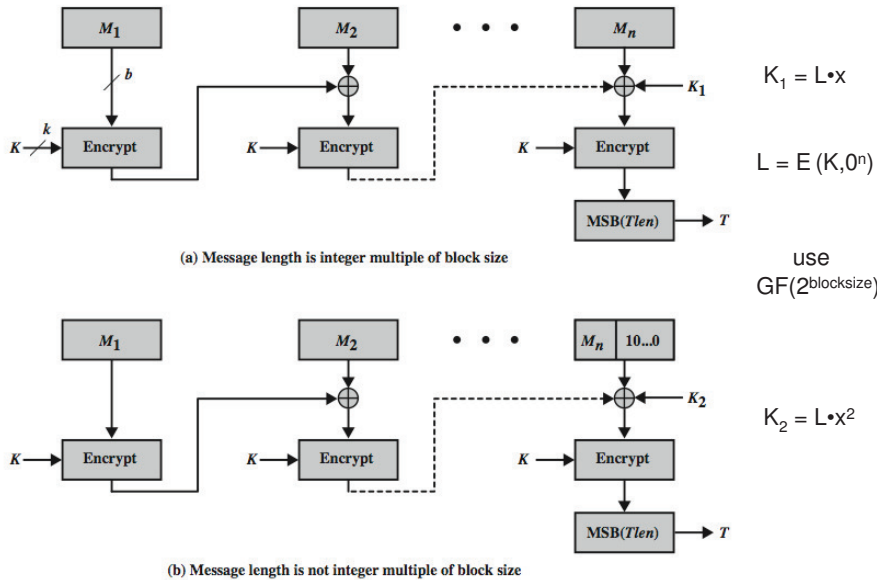 M1 M2 • • • Mn
b
K1
K1 = L•x
k
K Encrypt K Encrypt K Encrypt
L = E (K,0ⁿ)
MSB(Tlen) T
(a) Message length is integer multiple of block size
use
GF(2^blocksize)
M1 M2 • • • Mn 10...0
K2
K2 = L•x²
K Encrypt K Encrypt K Encrypt
MSB(Tlen) T
(b) Message length is not integer multiple of block size